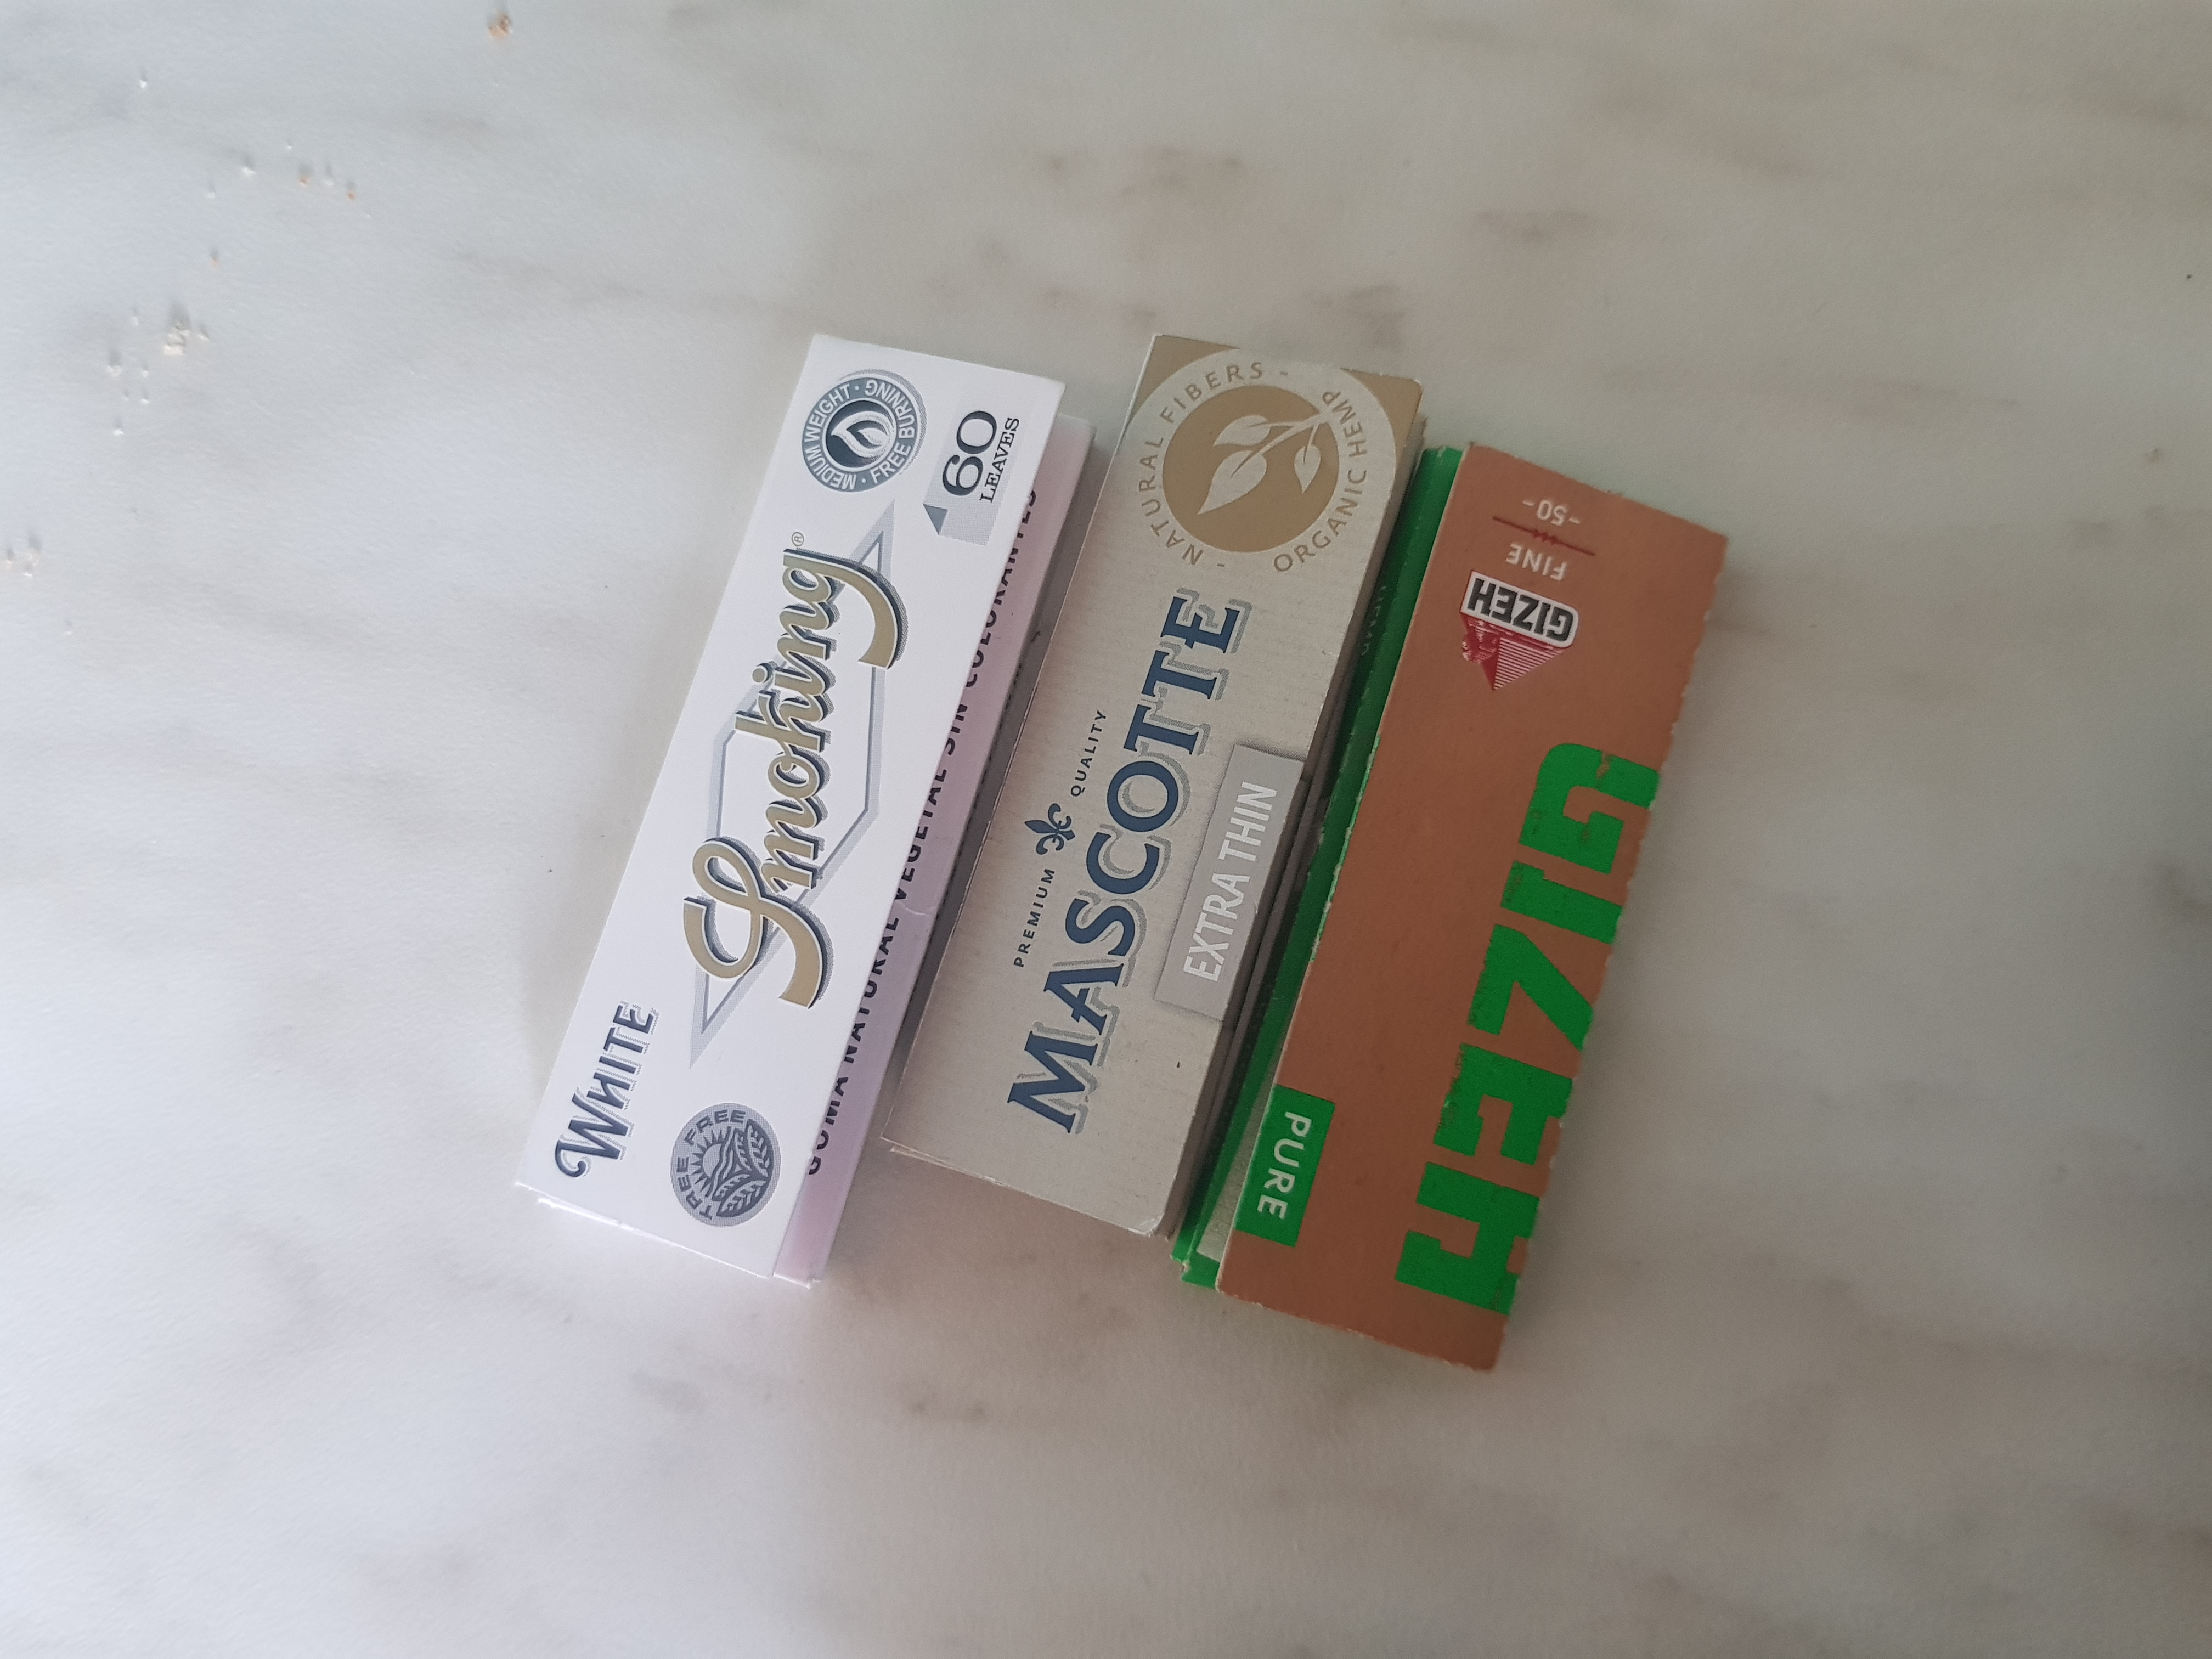 WHITE
Smoking®
TREE FREE
MEDIUM WEIGHT · FREE BURNING ·
60
LEAVES
GOMA NATURAL VEGETAL SIN COLORANTES
PREMIUM QUALITY
MASCOTTE
EXTRA THIN
- NATURAL FIBERS -
ORGANIC HEMP
GIZEH
FINE
-50-
GIZEH
PURE